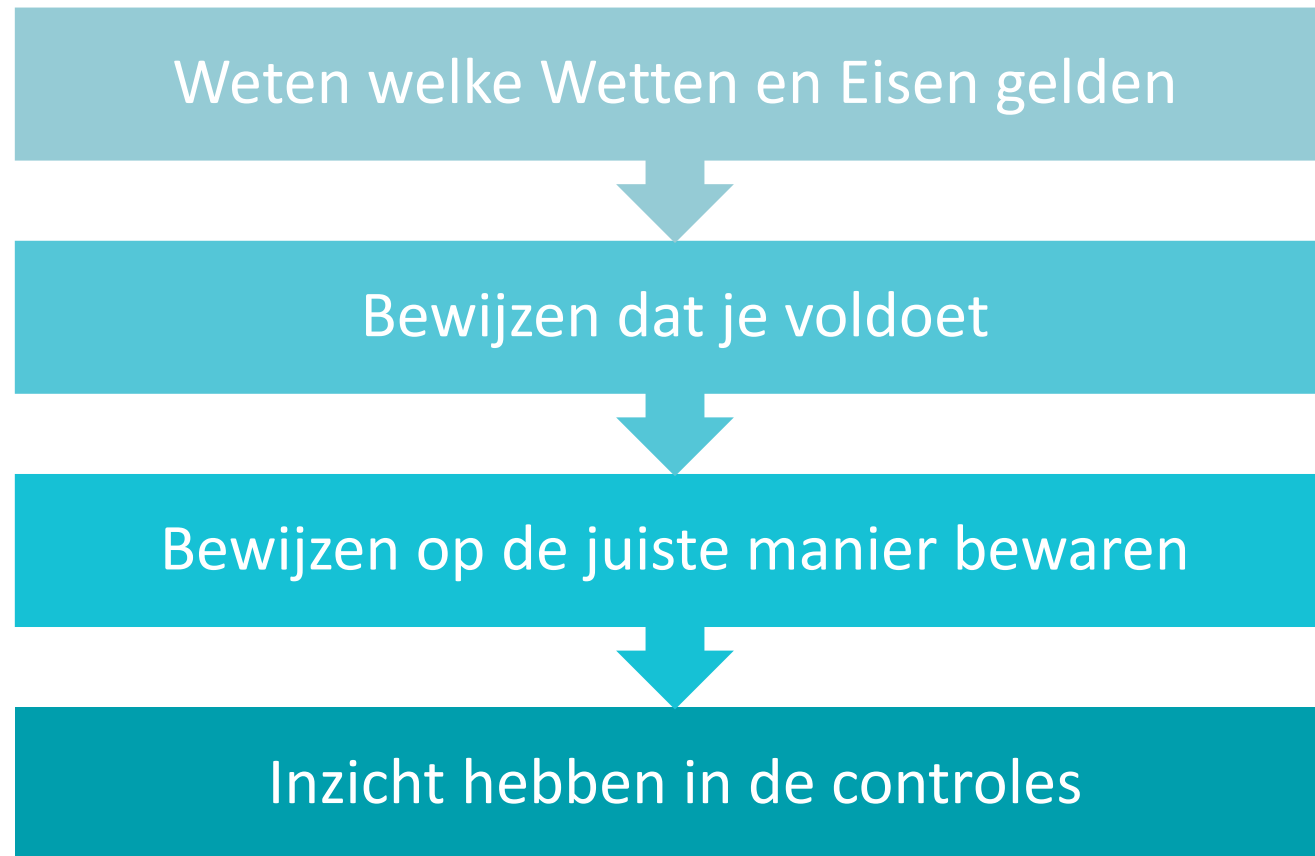 Weten welke Wetten en Eisen gelden
Bewijzen dat je voldoet
Bewijzen op de juiste manier bewaren
Inzicht hebben in de controles